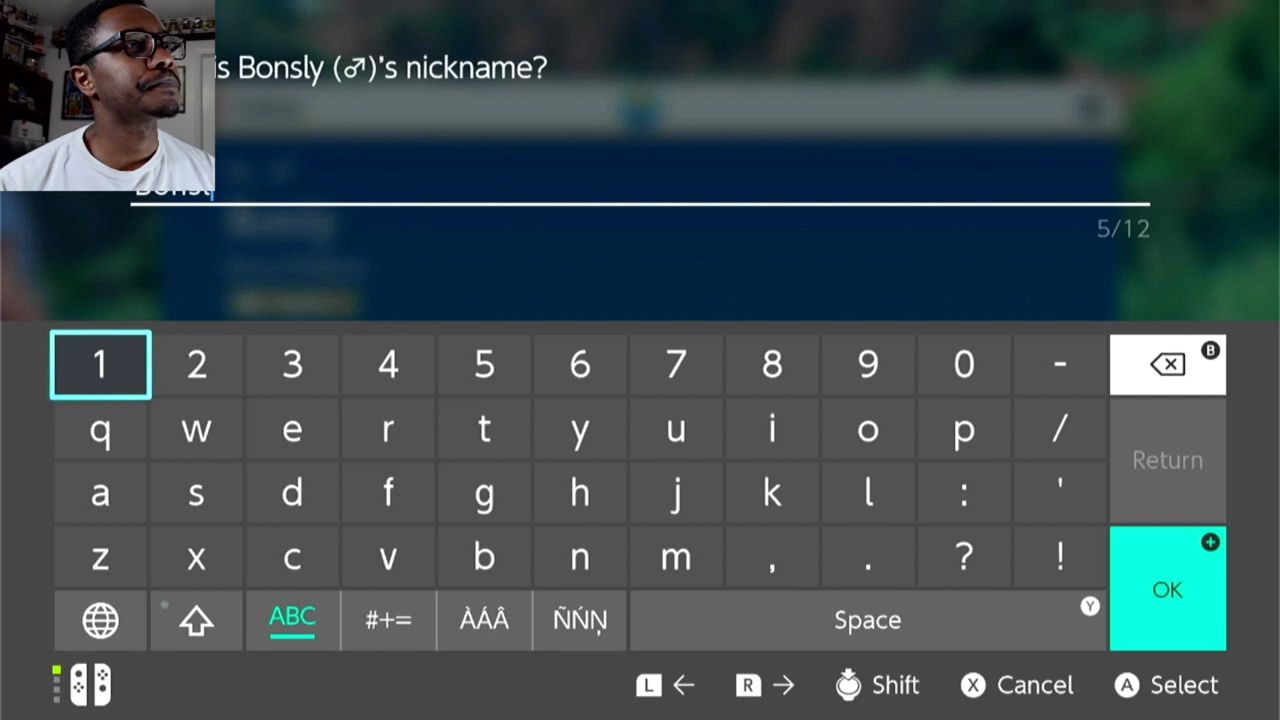 is Bonsly (♂)'s nickname?
Bonsl
5/12
1 2 3 4 5 6 7 8 9 0 - B
q w e r t y u i o p /
Return
a s d f g h j k l : '
z x c v b n m , . ? !
OK
ABC #+= ÀÁÂ ÑŃŅ Space Y
L ← R → Shift X Cancel A Select